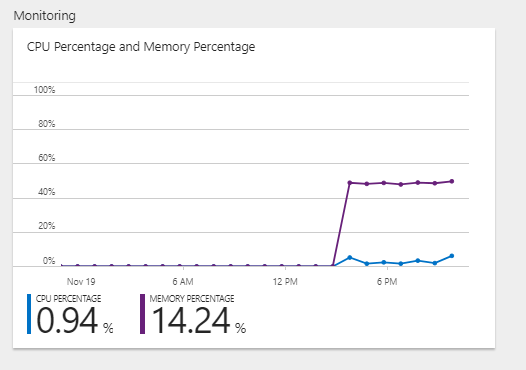 Monitoring
CPU Percentage and Memory Percentage
100%
80%
60%
40%
20%
0%
Nov 19 6 AM 12 PM 6 PM
CPU PERCENTAGE MEMORY PERCENTAGE
0.94 % 14.24 %